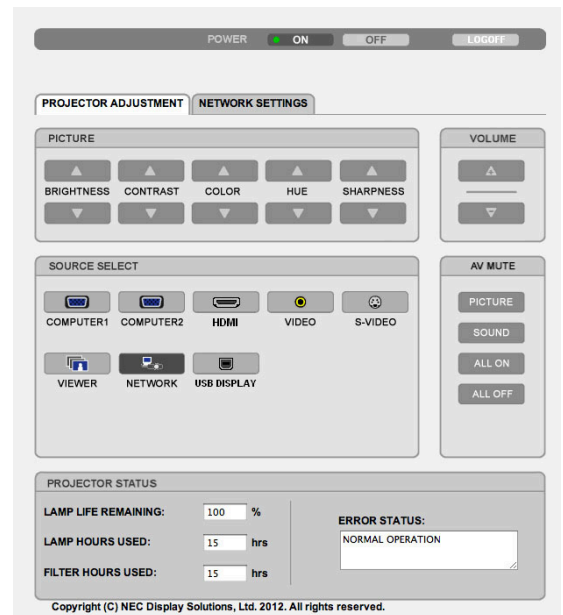 POWER ON OFF LOGOFF
PROJECTOR ADJUSTMENT NETWORK SETTINGS
PICTURE
BRIGHTNESS CONTRAST COLOR HUE SHARPNESS
VOLUME
SOURCE SELECT
COMPUTER1 COMPUTER2 HDMI VIDEO S-VIDEO
VIEWER NETWORK USB DISPLAY
AV MUTE
PICTURE
SOUND
ALL ON
ALL OFF
PROJECTOR STATUS
LAMP LIFE REMAINING: 100 %
LAMP HOURS USED: 15 hrs
FILTER HOURS USED: 15 hrs
ERROR STATUS:
NORMAL OPERATION
Copyright (C) NEC Display Solutions, Ltd. 2012. All rights reserved.